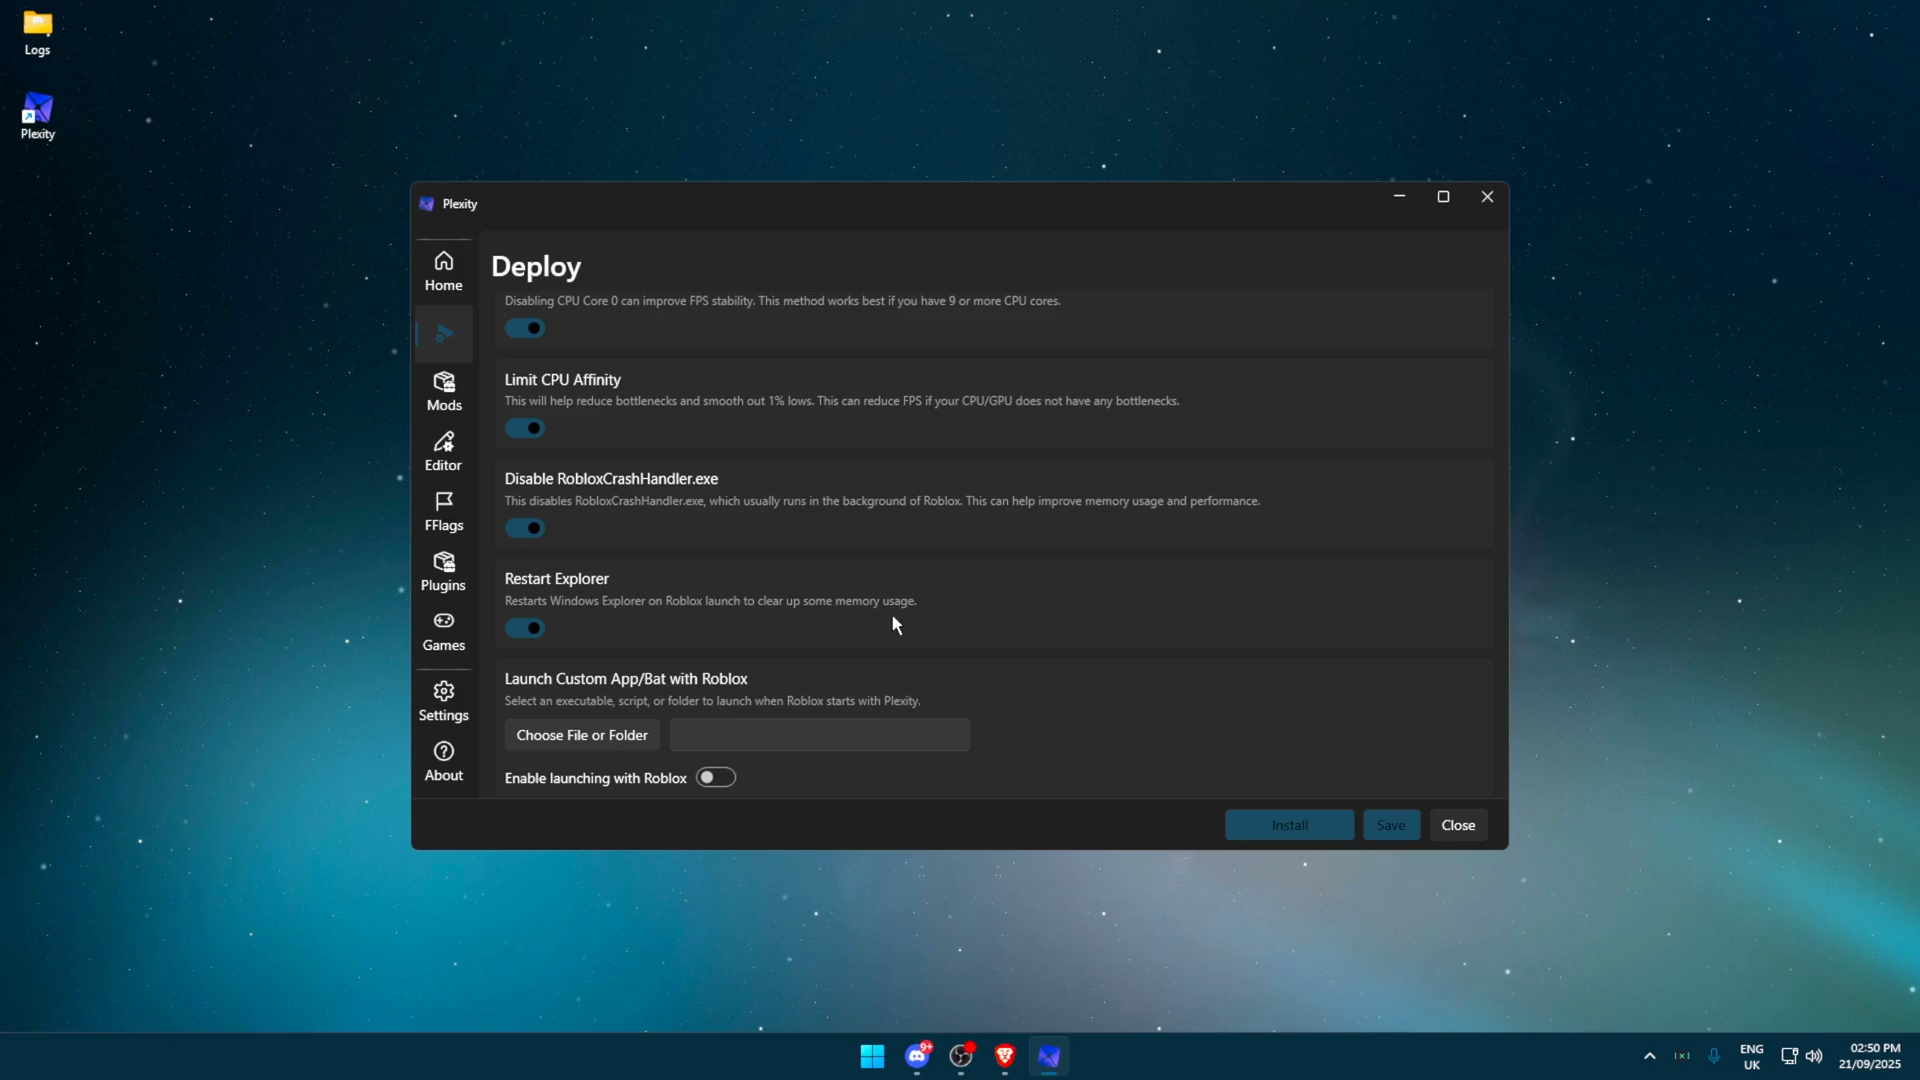 Logs
Plexity
Plexity
Home
Mods
Editor
FFlags
Plugins
Games
Settings
About
Deploy
Disabling CPU Core 0 can improve FPS stability. This method works best if you have 9 or more CPU cores.
Limit CPU Affinity
This will help reduce bottlenecks and smooth out 1% lows. This can reduce FPS if your CPU/GPU does not have any bottlenecks.
Disable RobloxCrashHandler.exe
This disables RobloxCrashHandler.exe, which usually runs in the background of Roblox. This can help improve memory usage and performance.
Restart Explorer
Restarts Windows Explorer on Roblox launch to clear up some memory usage.
Launch Custom App/Bat with Roblox
Select an executable, script, or folder to launch when Roblox starts with Plexity.
Choose File or Folder
Enable launching with Roblox
Install Save Close
9+
ENG
UK
02:50 PM
21/09/2025